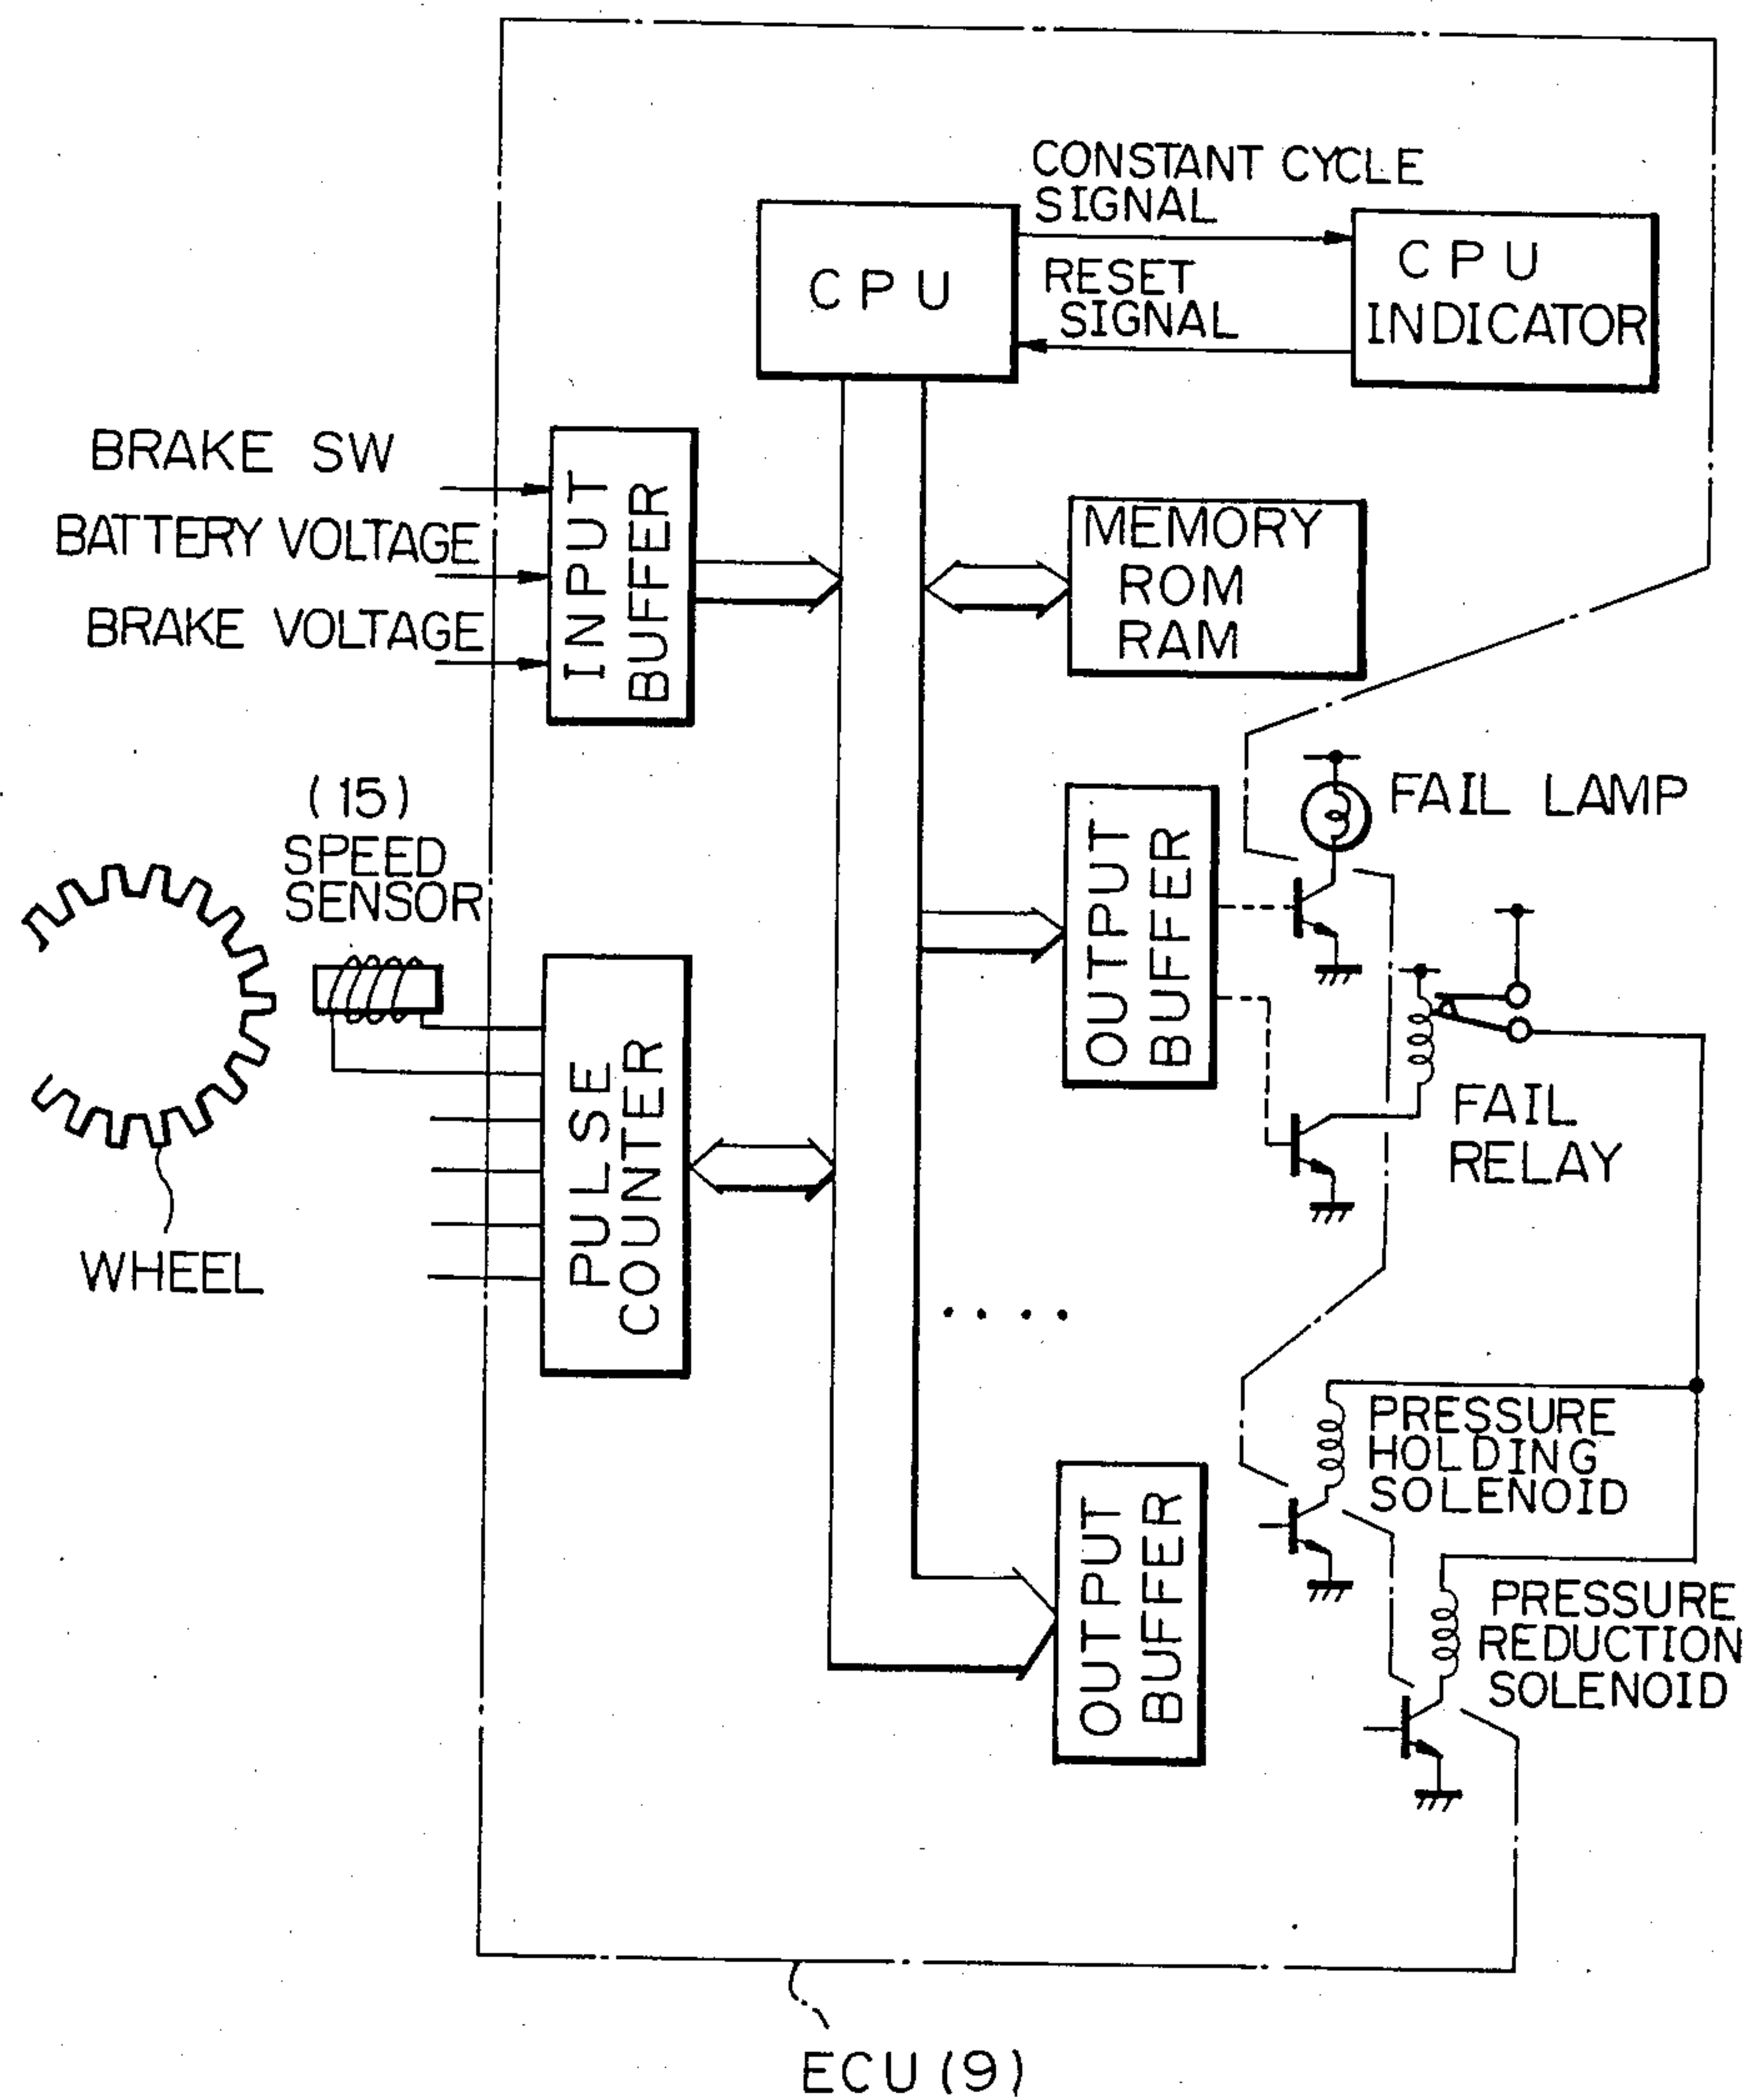 CONSTANT CYCLE
SIGNAL
CPU
RESET
SIGNAL
CPU
INDICATOR
BRAKE SW
BATTERY VOLTAGE
BRAKE VOLTAGE
INPUT
BUFFER
MEMORY
ROM
RAM
(15)
SPEED
SENSOR
FAIL LAMP
OUTPUT
BUFFER
PULSE
COUNTER
FAIL
RELAY
WHEEL
PRESSURE
HOLDING
SOLENOID
OUTPUT
BUFFER
PRESSURE
REDUCTION
SOLENOID
ECU (9)